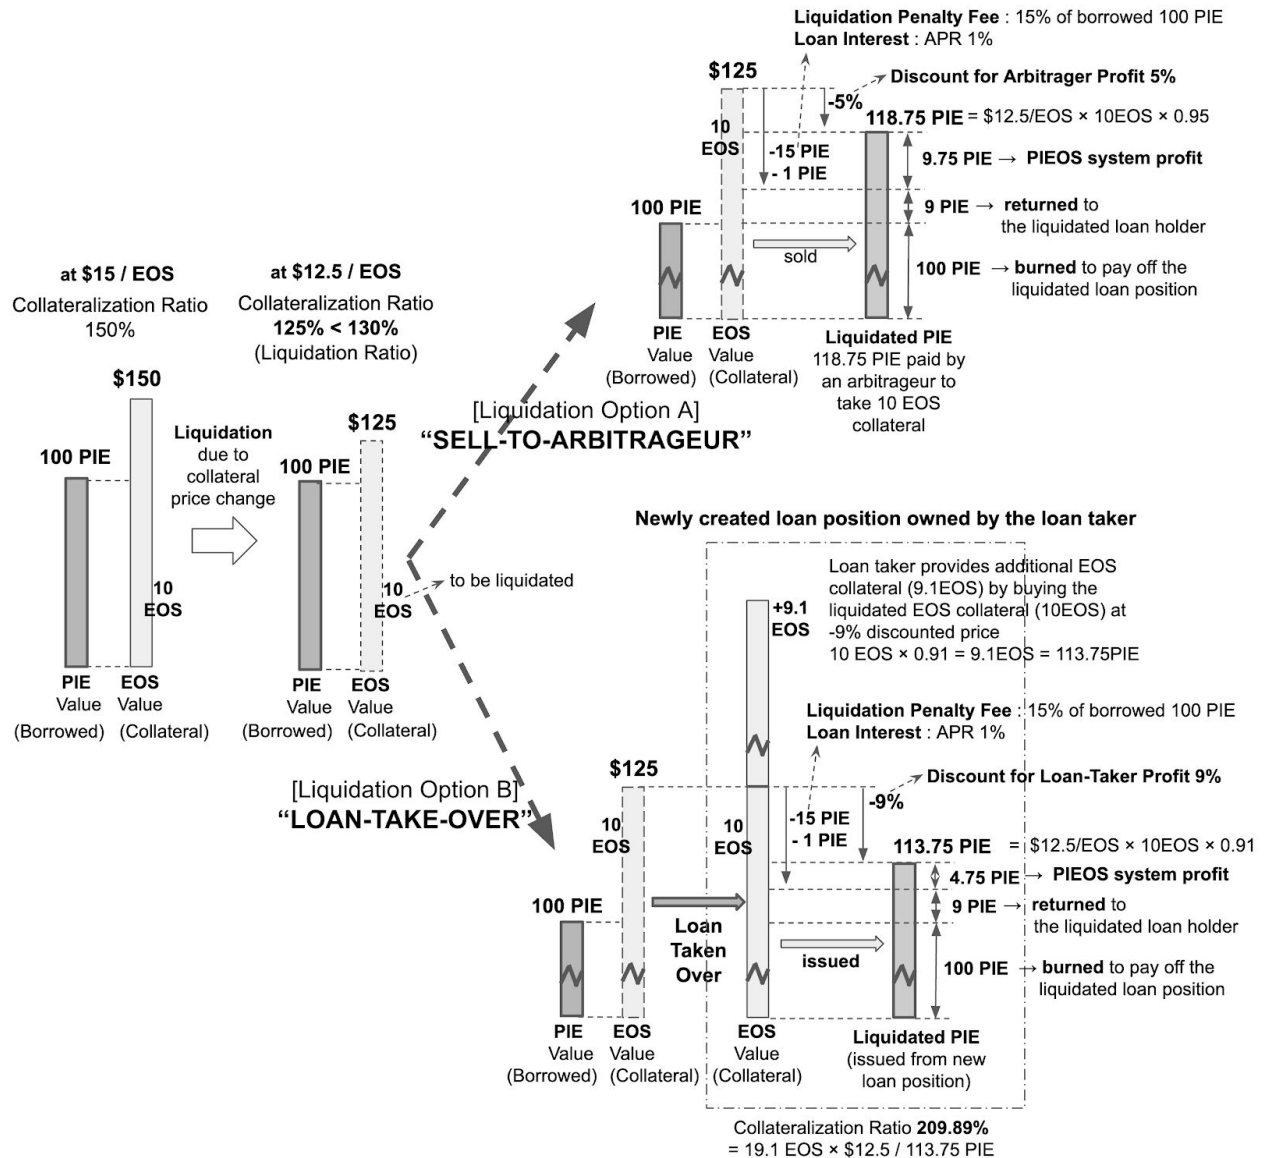 Liquidation Penalty Fee : 15% of borrowed 100 PIE
Loan Interest : APR 1%
$125
Discount for Arbitrager Profit 5%
-5%
118.75 PIE = $12.5/EOS × 10EOS × 0.95
10
EOS
-15 PIE
- 1 PIE
9.75 PIE → PIEOS system profit
100 PIE
9 PIE → returned to
the liquidated loan holder
sold
100 PIE → burned to pay off the
liquidated loan position
PIE
Value
(Borrowed)
EOS
Value
(Collateral)
Liquidated PIE
118.75 PIE paid by
an arbitrageur to
take 10 EOS
collateral
at $15 / EOS
Collateralization Ratio
150%
at $12.5 / EOS
Collateralization Ratio
125% < 130%
(Liquidation Ratio)
$150
100 PIE
10
EOS
PIE
Value
(Borrowed)
EOS
Value
(Collateral)
Liquidation
due to
collateral
price change
$125
100 PIE
10
EOS
to be liquidated
PIE
Value
(Borrowed)
EOS
Value
(Collateral)
[Liquidation Option A]
“SELL-TO-ARBITRAGEUR”
[Liquidation Option B]
“LOAN-TAKE-OVER”
Newly created loan position owned by the loan taker
Loan taker provides additional EOS
collateral (9.1EOS) by buying the
liquidated EOS collateral (10EOS) at
-9% discounted price
10 EOS × 0.91 = 9.1EOS = 113.75PIE
+9.1
EOS
Liquidation Penalty Fee : 15% of borrowed 100 PIE
Loan Interest : APR 1%
$125
Discount for Loan-Taker Profit 9%
-9%
10
EOS
10
EOS
-15 PIE
- 1 PIE
113.75 PIE = $12.5/EOS × 10EOS × 0.91
4.75 PIE → PIEOS system profit
100 PIE
9 PIE → returned to
the liquidated loan holder
Loan
Taken
Over
issued
100 PIE → burned to pay off the
liquidated loan position
PIE
Value
(Borrowed)
EOS
Value
(Collateral)
EOS
Value
(Collateral)
Liquidated PIE
(issued from new
loan position)
Collateralization Ratio 209.89%
= 19.1 EOS × $12.5 / 113.75 PIE